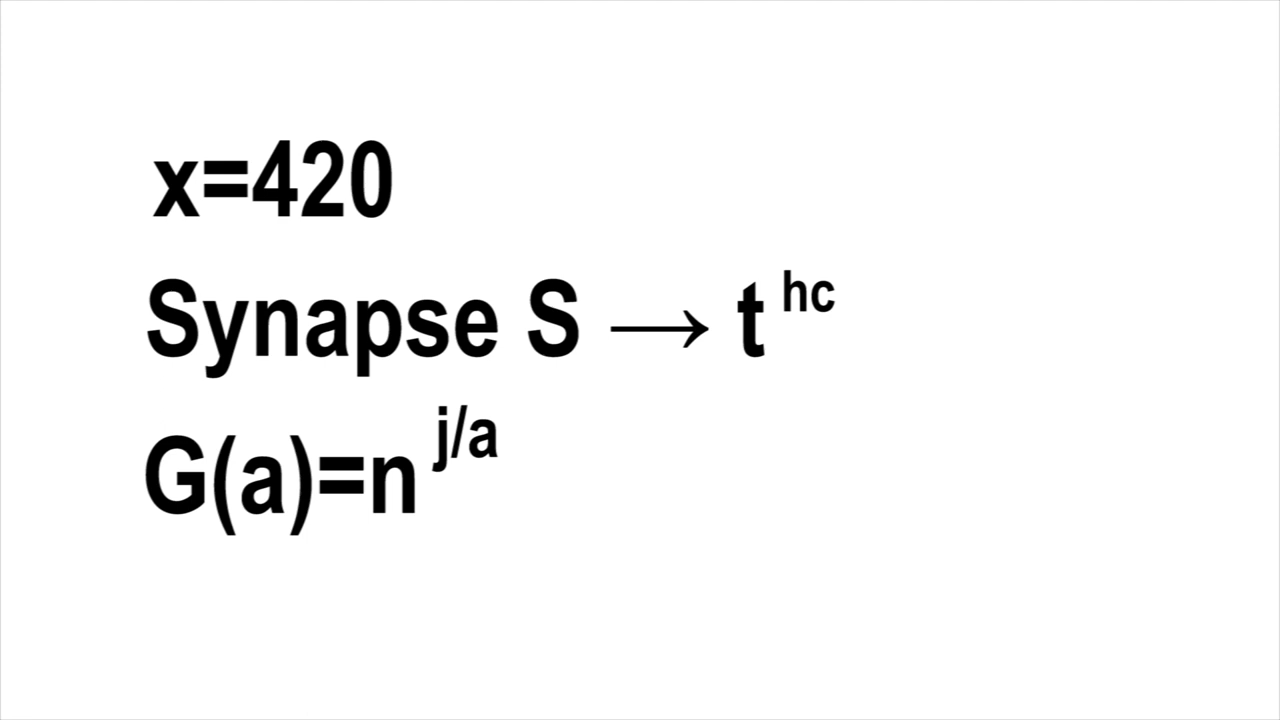 x=420
Synapse S → t^hc
G(a)=n^j/a